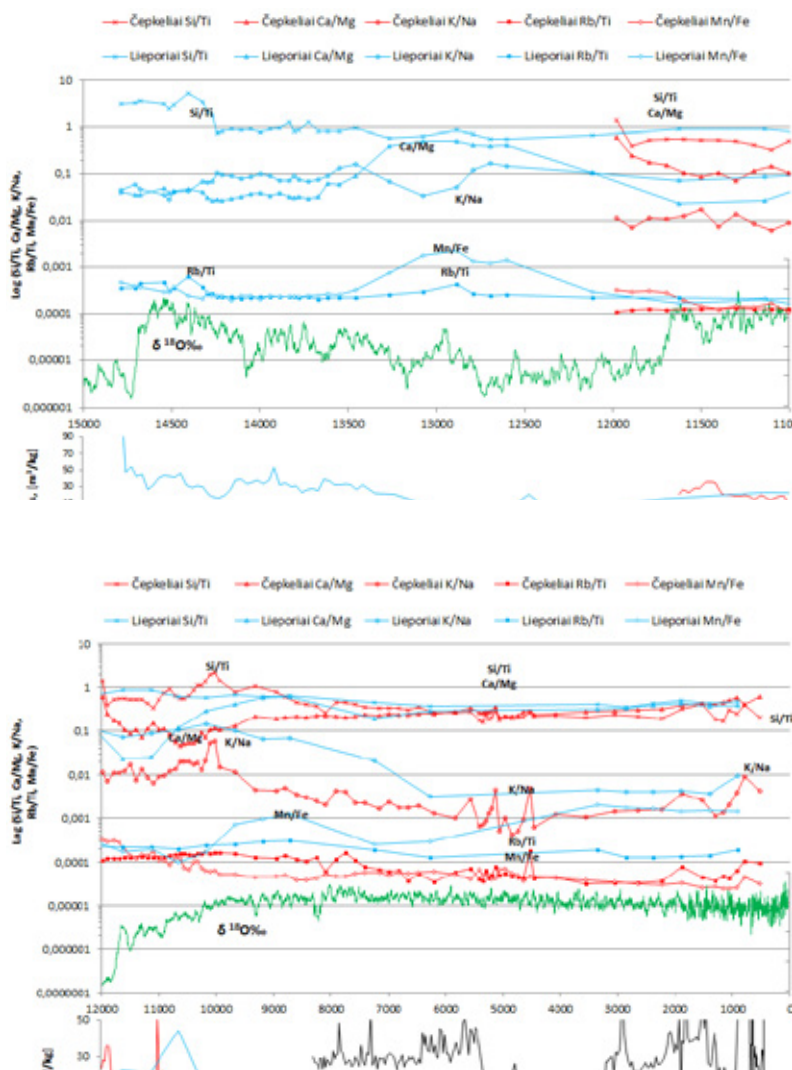 Čepkeliai Si/Ti Čepkeliai Ca/Mg Čepkeliai K/Na Čepkeliai Rb/Ti Čepkeliai Mn/Fe
Lieporiai Si/Ti Lieporiai Ca/Mg Lieporiai K/Na Lieporiai Rb/Ti Lieporiai Mn/Fe
Log (Si/Ti, Ca/Mg, K/Na,
Rb/Ti, Mn/Fe)
10
1
0,1
0,01
0,001
0,0001
0,00001
0,000001
Si/Ti
Ca/Mg
Si/Ti
Ca/Mg
K/Na
Mn/Fe
Rb/Ti
Rb/Ti
δ ¹⁸O‰
15000 14500 14000 13500 13000 12500 12000 11500 110
90
70
50
30
[m³/kg]
Čepkeliai Si/Ti Čepkeliai Ca/Mg Čepkeliai K/Na Čepkeliai Rb/Ti Čepkeliai Mn/Fe
Lieporiai Si/Ti Lieporiai Ca/Mg Lieporiai K/Na Lieporiai Rb/Ti Lieporiai Mn/Fe
Log (Si/Ti, Ca/Mg, K/Na,
Rb/Ti, Mn/Fe)
10
1
0,1
0,01
0,001
0,0001
0,00001
0,000001
0,0000001
Si/Ti
Si/Ti
Ca/Mg
Si/Ti
Ca/Mg
K/Na
K/Na
K/Na
Mn/Fe
Rb/Ti
Mn/Fe
δ ¹⁸O‰
12000 11000 10000 9000 8000 7000 6000 5000 4000 3000 2000 1000 0
50
30
/kg]